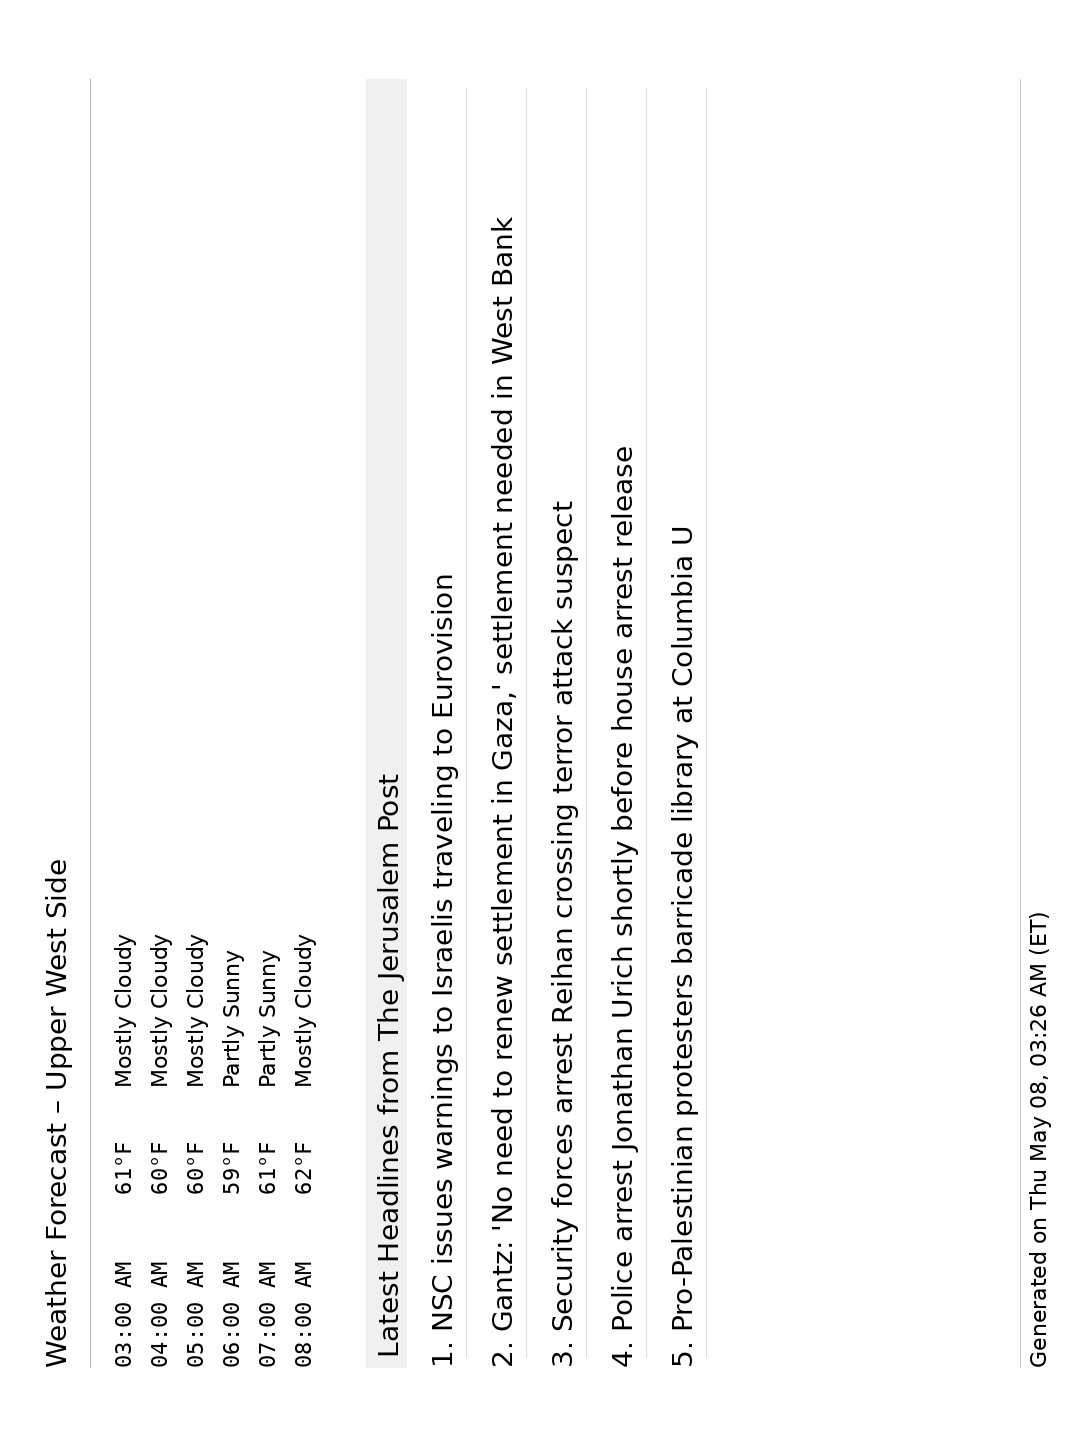 Weather Forecast – Upper West Side
03:00 AM 61°F Mostly Cloudy
04:00 AM 60°F Mostly Cloudy
05:00 AM 60°F Mostly Cloudy
06:00 AM 59°F Partly Sunny
07:00 AM 61°F Partly Sunny
08:00 AM 62°F Mostly Cloudy
Latest Headlines from The Jerusalem Post
1. NSC issues warnings to Israelis traveling to Eurovision
2. Gantz: 'No need to renew settlement in Gaza,' settlement needed in West Bank
3. Security forces arrest Reihan crossing terror attack suspect
4. Police arrest Jonathan Urich shortly before house arrest release
5. Pro-Palestinian protesters barricade library at Columbia U
Generated on Thu May 08, 03:26 AM (ET)